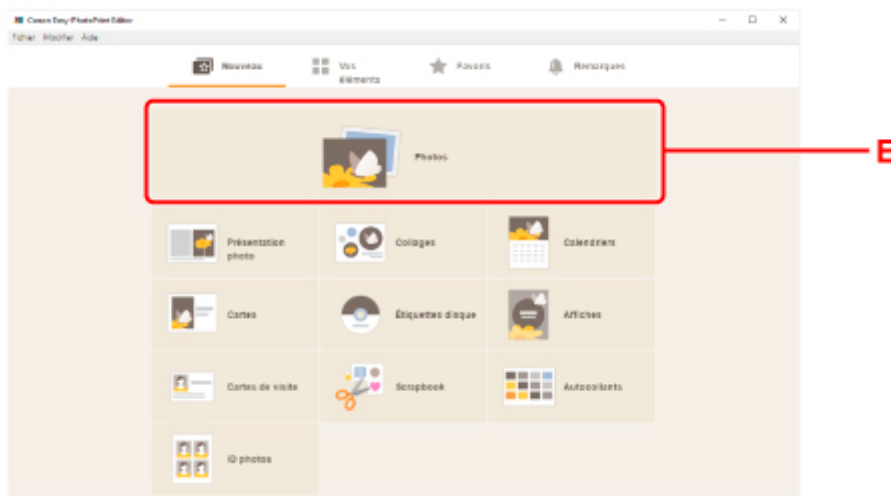 Canon Easy-PhotoPrint Editor
Fichier Modifier Aide
Nouveau Vos éléments Favoris Remarques
Photos
E
Présentation photo
Collages
Calendriers
Cartes
Étiquettes disque
Affiches
Cartes de visite
Scrapbook
Autocollants
ID photos